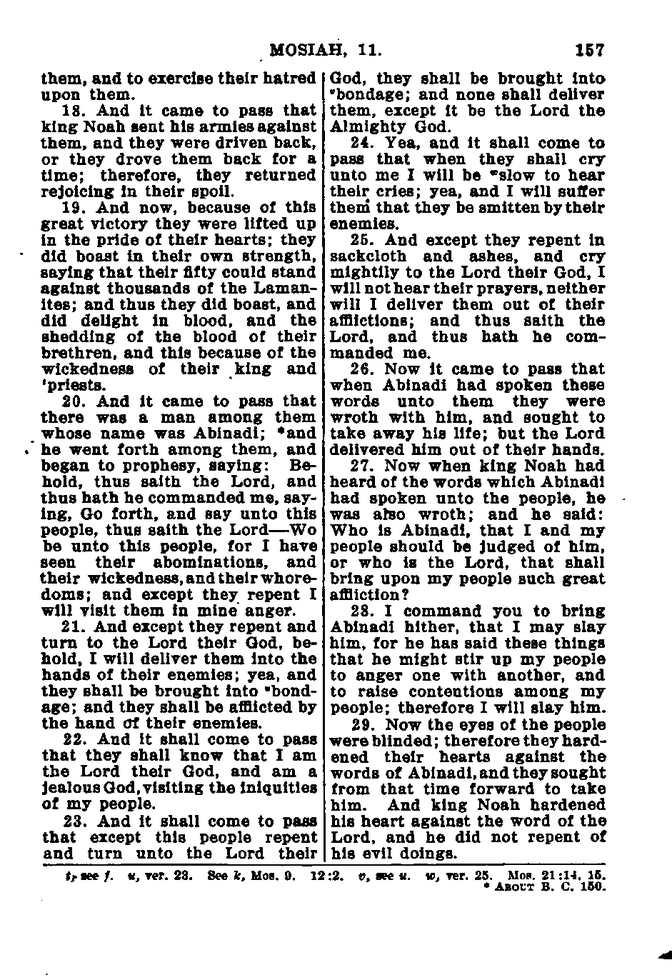 MOSIAH, 11. 157
them, and to exercise their hatred
upon them.
18. And it came to pass that
king Noah sent his armies against
them, and they were driven back,
or they drove them back for a
time; therefore, they returned
rejoicing in their spoil.
19. And now, because of this
great victory they were lifted up
in the pride of their hearts; they
did boast in their own strength,
saying that their fifty could stand
against thousands of the Laman-
ites; and thus they did boast, and
did delight in blood, and the
shedding of the blood of their
brethren, and this because of the
wickedness of their king and
ᵗpriests.
20. And it came to pass that
there was a man among them
whose name was Abinadi; *and
he went forth among them, and
began to prophesy, saying: Be-
hold, thus saith the Lord, and
thus hath he commanded me, say-
ing, Go forth, and say unto this
people, thus saith the Lord—Wo
be unto this people, for I have
seen their abominations, and
their wickedness, and their whore-
doms; and except they repent I
will visit them in mine anger.
21. And except they repent and
turn to the Lord their God, be-
hold, I will deliver them into the
hands of their enemies; yea, and
they shall be brought into ᵘbond-
age; and they shall be afflicted by
the hand of their enemies.
22. And it shall come to pass
that they shall know that I am
the Lord their God, and am a
jealous God, visiting the iniquities
of my people.
23. And it shall come to pass
that except this people repent
and turn unto the Lord their
God, they shall be brought into
ᵛbondage; and none shall deliver
them, except it be the Lord the
Almighty God.
24. Yea, and it shall come to
pass that when they shall cry
unto me I will be ʷslow to hear
their cries; yea, and I will suffer
them that they be smitten by their
enemies.
25. And except they repent in
sackcloth and ashes, and cry
mightily to the Lord their God, I
will not hear their prayers, neither
will I deliver them out of their
afflictions; and thus saith the
Lord, and thus hath he com-
manded me.
26. Now it came to pass that
when Abinadi had spoken these
words unto them they were
wroth with him, and sought to
take away his life; but the Lord
delivered him out of their hands.
27. Now when king Noah had
heard of the words which Abinadi
had spoken unto the people, he
was also wroth; and he said:
Who is Abinadi, that I and my
people should be judged of him,
or who is the Lord, that shall
bring upon my people such great
affliction?
28. I command you to bring
Abinadi hither, that I may slay
him, for he has said these things
that he might stir up my people
to anger one with another, and
to raise contentions among my
people; therefore I will slay him.
29. Now the eyes of the people
were blinded; therefore they hard-
ened their hearts against the
words of Abinadi, and they sought
from that time forward to take
him. And king Noah hardened
his heart against the word of the
Lord, and he did not repent of
his evil doings.
t, see f. u, ver. 23. See k, Mos. 9. 12:2. v, see u. w, ver. 25. Mos. 21:14, 15.
* ABOUT B. C. 150.